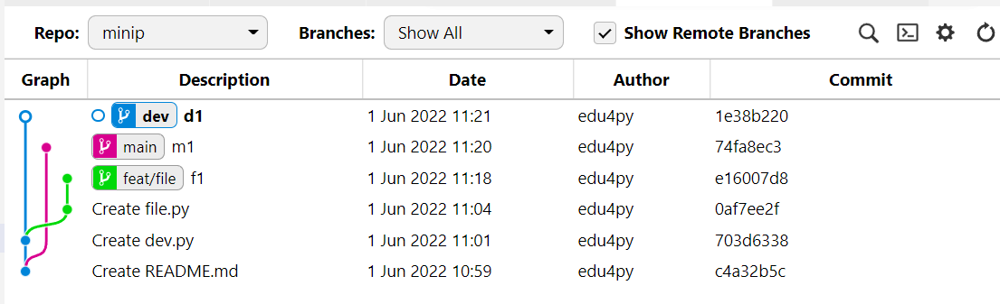 Repo: minip Branches: Show All Show Remote Branches
Graph Description Date Author Commit
dev d1 1 Jun 2022 11:21 edu4py 1e38b220
main m1 1 Jun 2022 11:20 edu4py 74fa8ec3
feat/file f1 1 Jun 2022 11:18 edu4py e16007d8
Create file.py 1 Jun 2022 11:04 edu4py 0af7ee2f
Create dev.py 1 Jun 2022 11:01 edu4py 703d6338
Create README.md 1 Jun 2022 10:59 edu4py c4a32b5c